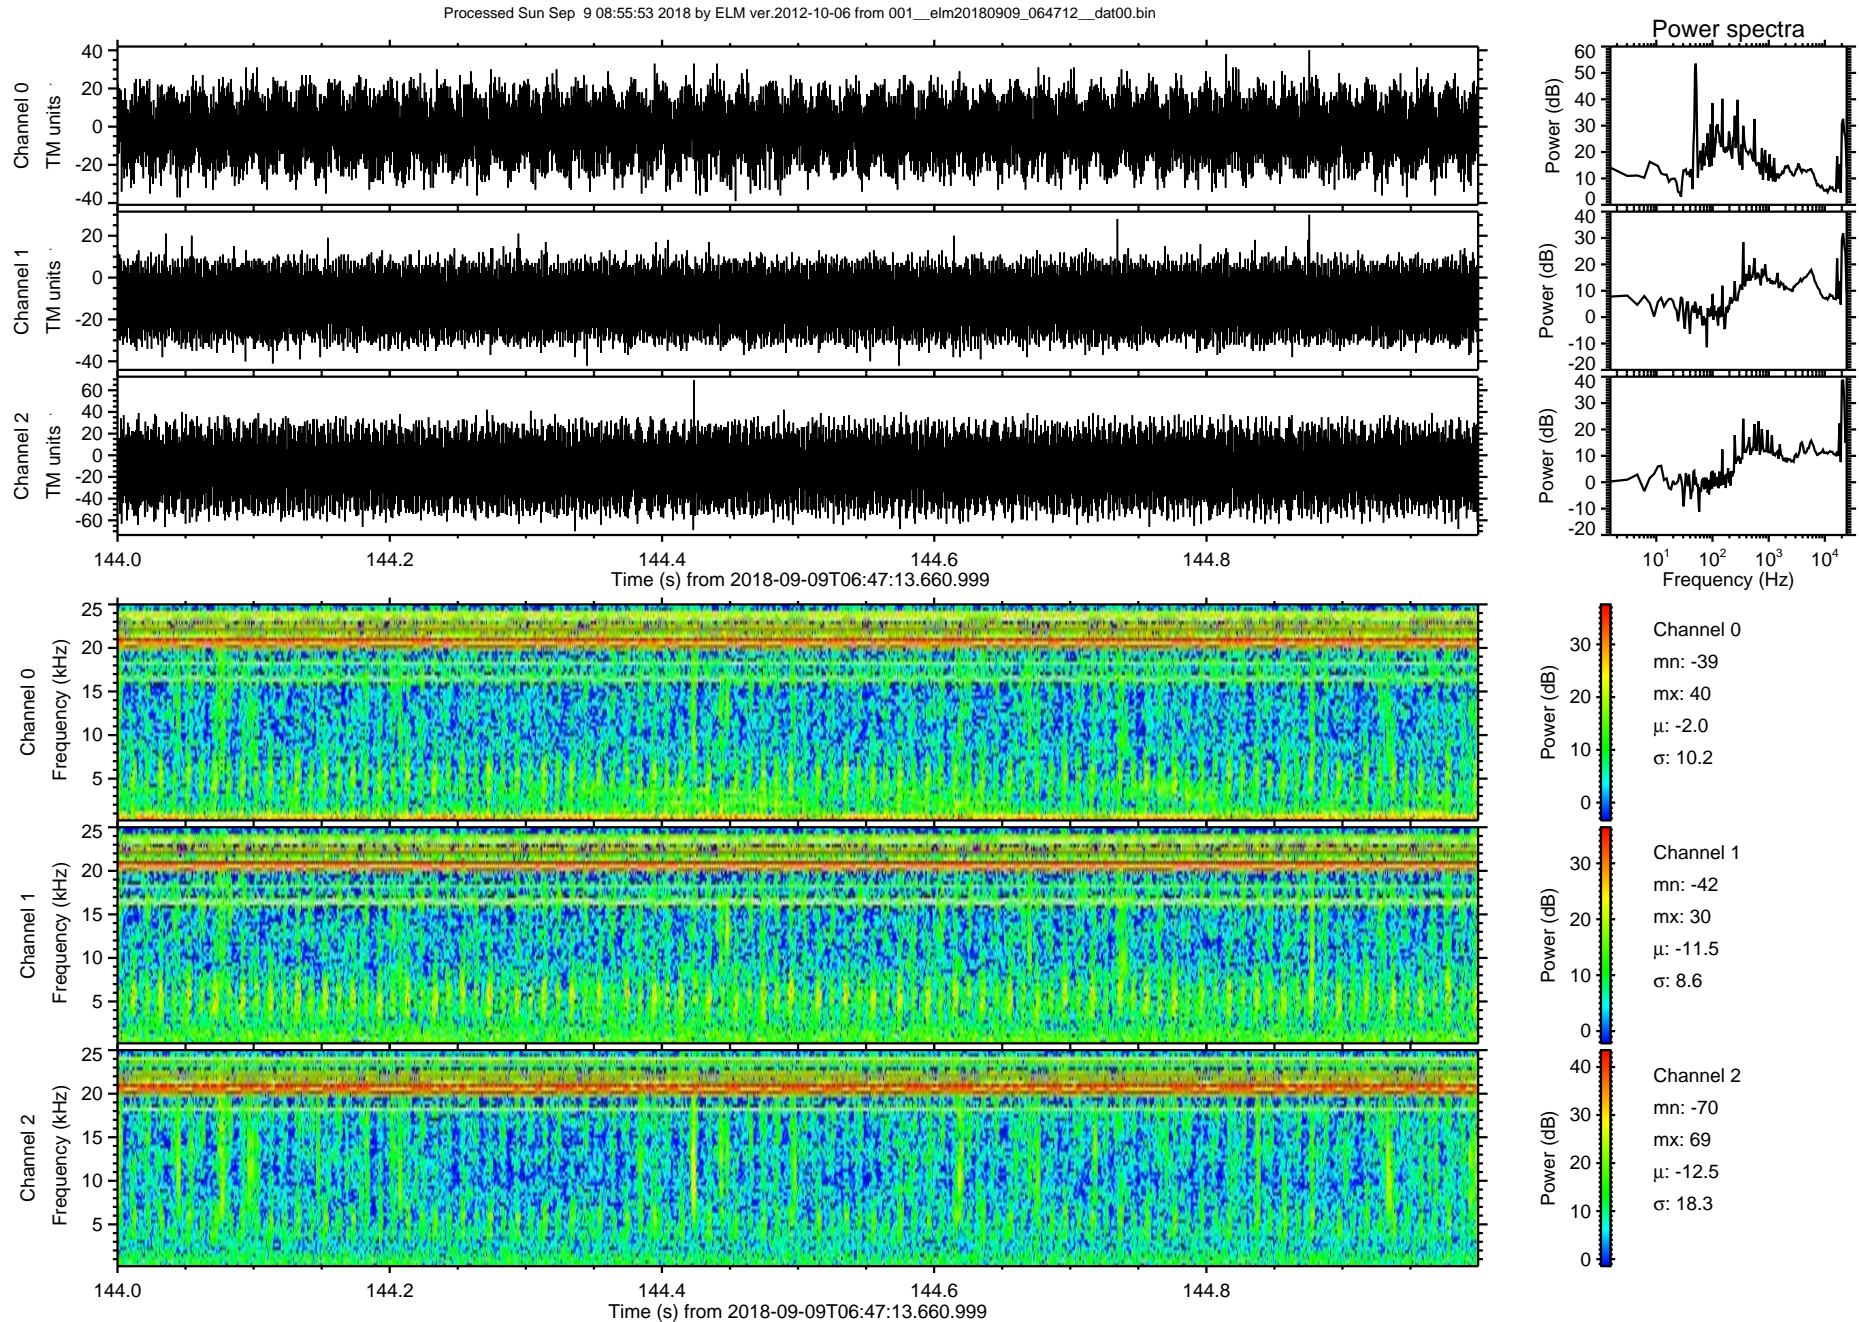 Processed Sun Sep  9 08:55:53 2018 by ELM ver.2012-10-06 from 001__elm20180909_064712__dat00.bin
Power spectra
Channel 0
TM units
40
20
0
-20
-40
Power (dB)
60
50
40
30
20
10
0
Channel 1
TM units
20
0
-20
-40
Power (dB)
40
30
20
10
0
-10
-20
Channel 2
TM units
60
40
20
0
-20
-40
-60
Power (dB)
40
30
20
10
0
-10
-20
144.0 144.2 144.4 144.6 144.8
Time (s) from 2018-09-09T06:47:13.660.999
10^1 10^2 10^3 10^4
Frequency (Hz)
Channel 0
Frequency (kHz)
25
20
15
10
5
Power (dB)
30
20
10
0
Channel 0
mn: -39
mx: 40
μ: -2.0
σ: 10.2
Channel 1
Frequency (kHz)
25
20
15
10
5
Power (dB)
30
20
10
0
Channel 1
mn: -42
mx: 30
μ: -11.5
σ: 8.6
Channel 2
Frequency (kHz)
25
20
15
10
5
Power (dB)
40
30
20
10
0
Channel 2
mn: -70
mx: 69
μ: -12.5
σ: 18.3
144.0 144.2 144.4 144.6 144.8
Time (s) from 2018-09-09T06:47:13.660.999